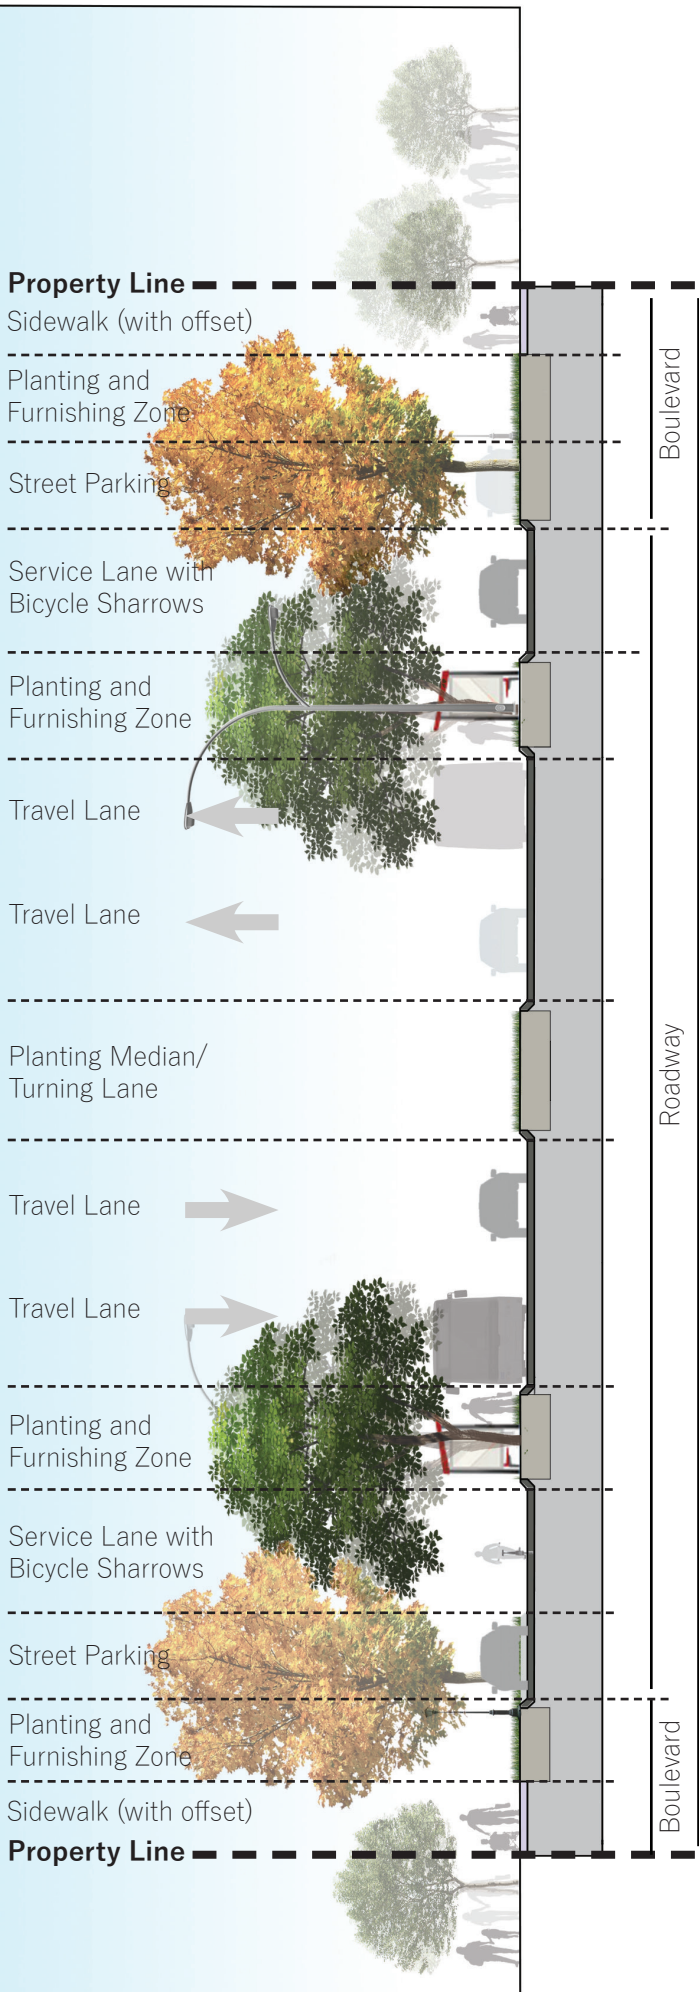 Property Line
Sidewalk (with offset)
Planting and
Furnishing Zone
Street Parking
Boulevard
Service Lane with
Bicycle Sharrows
Planting and
Furnishing Zone
Travel Lane
Travel Lane
Planting Median/
Turning Lane
Roadway
Travel Lane
Travel Lane
Planting and
Furnishing Zone
Service Lane with
Bicycle Sharrows
Street Parking
Planting and
Furnishing Zone
Boulevard
Sidewalk (with offset)
Property Line